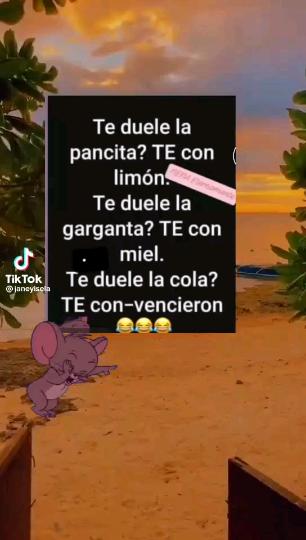 Te duele la
pancita? TE con
limón.
Te duele la
garganta? TE con
miel.
Te duele la cola?
TE con-vencieron
😂😂😂
TikTok
@janeyisela